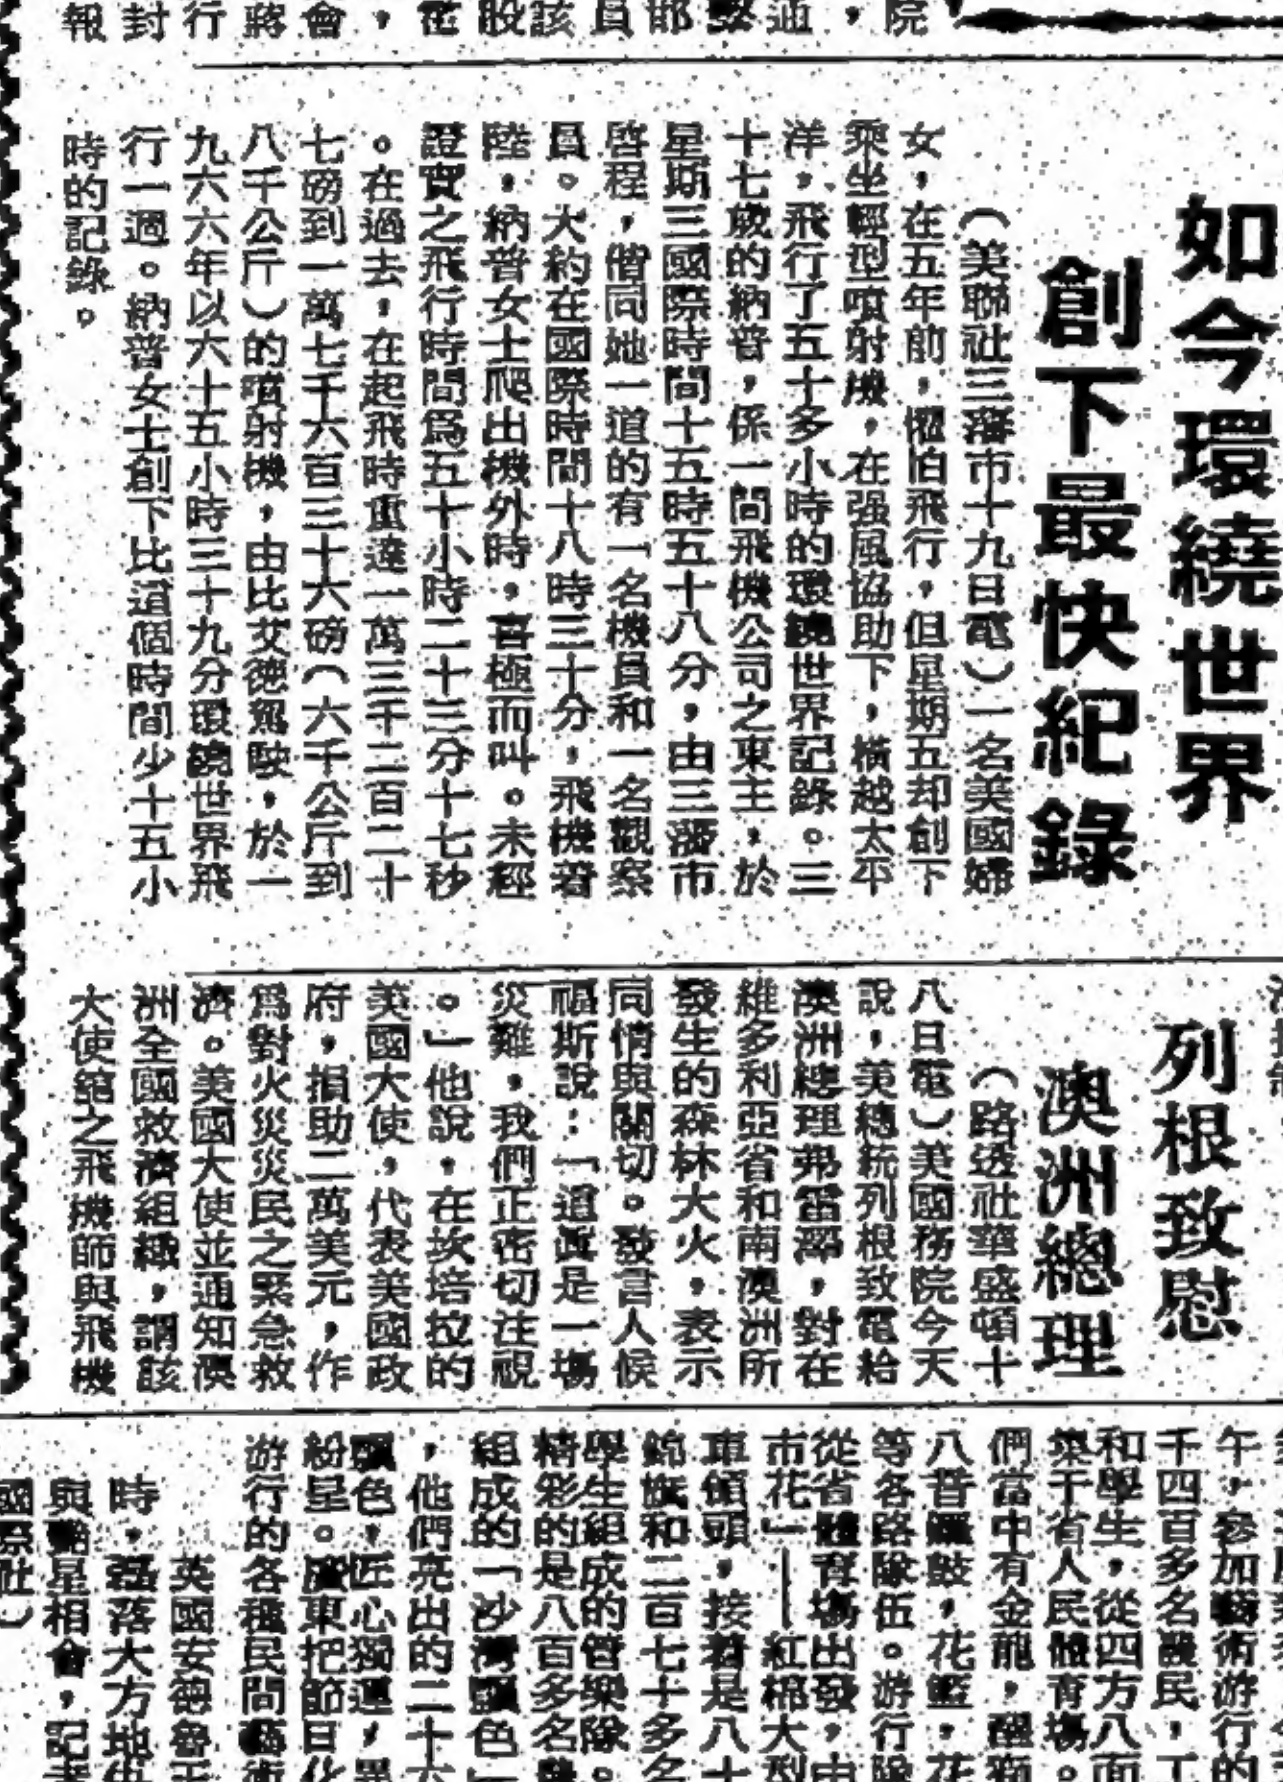 院
通，
該
股
會，
蔣
行
封
報
如今環繞世界
創下最快紀錄
（美聯社三藩市十九日電）一名美國婦
女，在五年前，懼怕飛行，但星期五却創下
乘坐輕型噴射機，在强風協助下，橫越太平
洋，飛行了五十多小時的環繞世界記錄。三
十七歲的納普，係一間飛機公司之東主，於
星期三國際時間十五時五十八分，由三藩市
啓程，偕同她一道的有一名機員和一名觀察
員。大約在國際時間十八時三十分，飛機着
陸，納普女士爬出機外時，喜極而叫。未經
證實之飛行時間爲五十小時二十三分十七秒
。在過去，在起飛時重達一萬三千二百二十
七磅到一萬七千六百三十六磅（六千公斤到
八千公斤）的噴射機，由比艾德駕駛，於一
九六六年以六十五小時三十九分環繞世界飛
行一週。納普女士創下比這個時間少十五小
時的記錄。
列根致慰
澳洲總理
（路透社華盛頓十
八日電）美國務院今天
說，美總統列根致電給
澳洲總理弗雷澤，對在
維多利亞省和南澳洲所
發生的森林大火，表示
同情與關切。發言人候
福斯說：「這眞是一場
災難，我們正密切注視
。」他說，在坎培拉的
美國大使，代表美國政
府，捐助二萬美元，作
爲對火災災民之緊急救
濟。美國大使並通知澳
洲全國救濟組織，謂該
大使舘之飛機師與飛機
午，參加藝術游行的
千四百多名農民，工
和學生，從四方八面
集于省人民體育場。
們當中有金龍，醒獅
八音鑼鼓，花籃，花
等各路隊伍。游行隊
從省體育場出發，由
市花」——紅棉大型
車領頭，接着是八十
錦旗和二百七十多名
學生組成的管樂隊。
精彩的是八百多名
組成的「沙灣飄色」
，他們亮出的二十六
飄色，匠心獨運，異
紛呈。廣東把節日化
游行的各種民間藝術
英國安德魯王
時，落大方地
與艷星相會，記者
國際社）